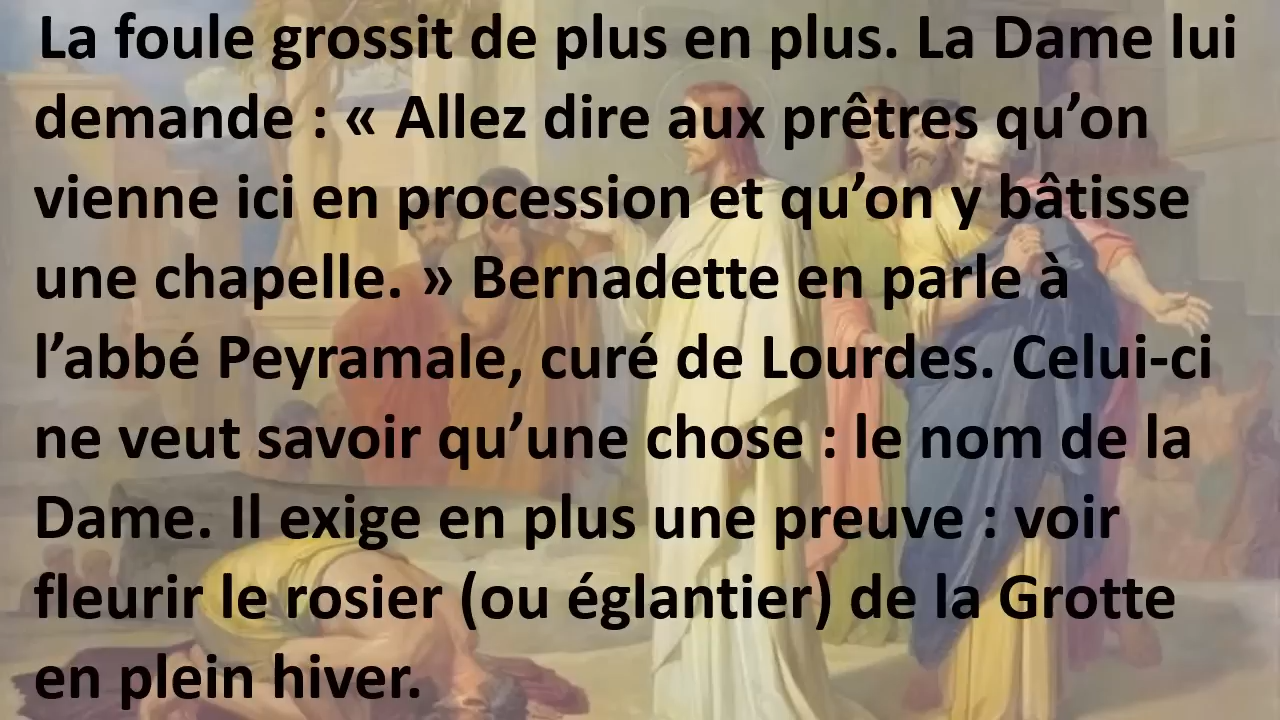 La foule grossit de plus en plus. La Dame lui
demande : « Allez dire aux prêtres qu’on
vienne ici en procession et qu’on y bâtisse
une chapelle. » Bernadette en parle à
l’abbé Peyramale, curé de Lourdes. Celui-ci
ne veut savoir qu’une chose : le nom de la
Dame. Il exige en plus une preuve : voir
fleurir le rosier (ou églantier) de la Grotte
en plein hiver.